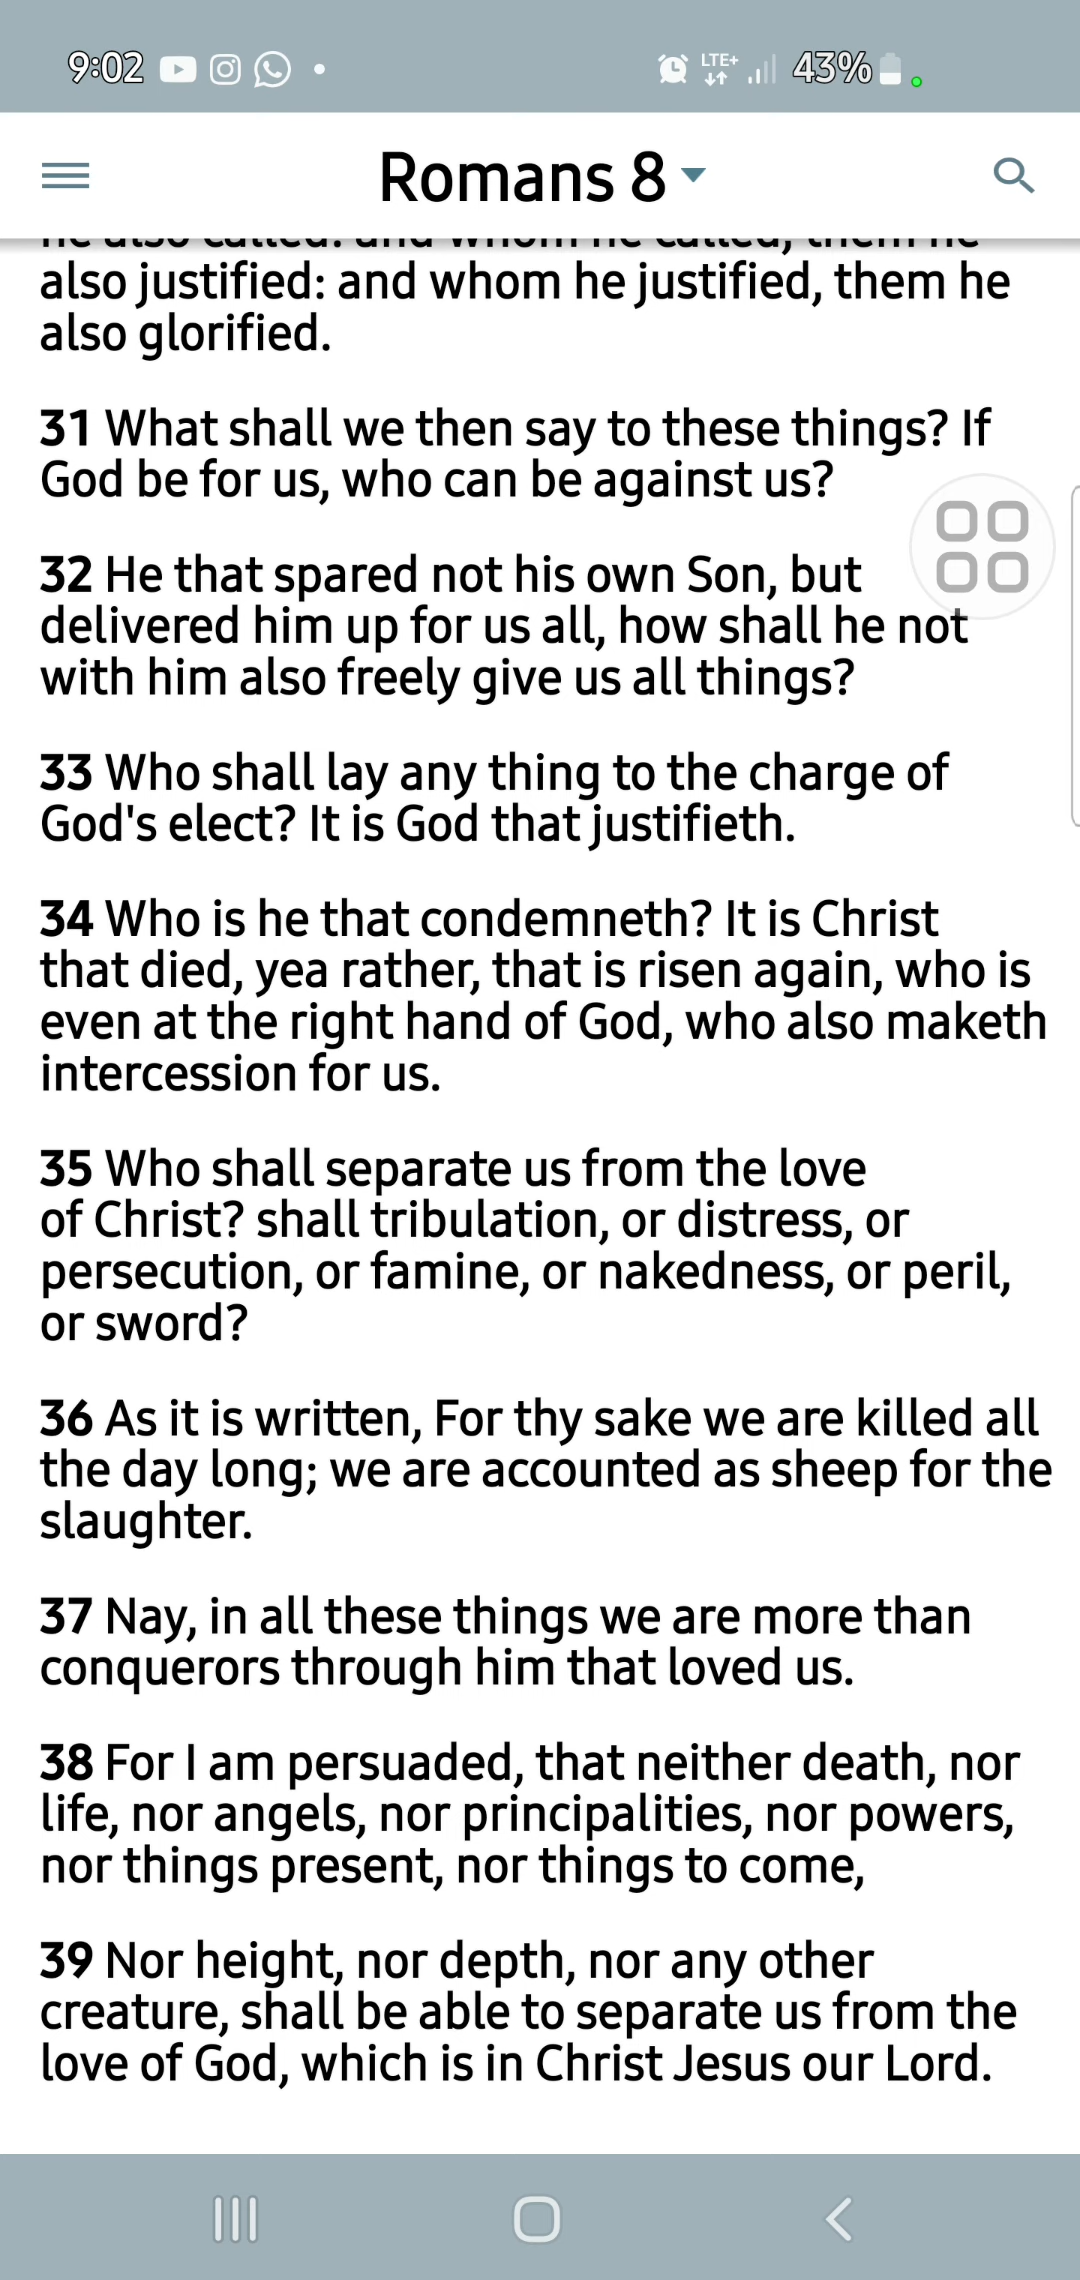 9:02
LTE+
43%
Romans 8
he also called: and whom he called, them he
also justified: and whom he justified, them he
also glorified.
31 What shall we then say to these things? If
God be for us, who can be against us?
32 He that spared not his own Son, but
delivered him up for us all, how shall he not
with him also freely give us all things?
33 Who shall lay any thing to the charge of
God's elect? It is God that justifieth.
34 Who is he that condemneth? It is Christ
that died, yea rather, that is risen again, who is
even at the right hand of God, who also maketh
intercession for us.
35 Who shall separate us from the love
of Christ? shall tribulation, or distress, or
persecution, or famine, or nakedness, or peril,
or sword?
36 As it is written, For thy sake we are killed all
the day long; we are accounted as sheep for the
slaughter.
37 Nay, in all these things we are more than
conquerors through him that loved us.
38 For I am persuaded, that neither death, nor
life, nor angels, nor principalities, nor powers,
nor things present, nor things to come,
39 Nor height, nor depth, nor any other
creature, shall be able to separate us from the
love of God, which is in Christ Jesus our Lord.